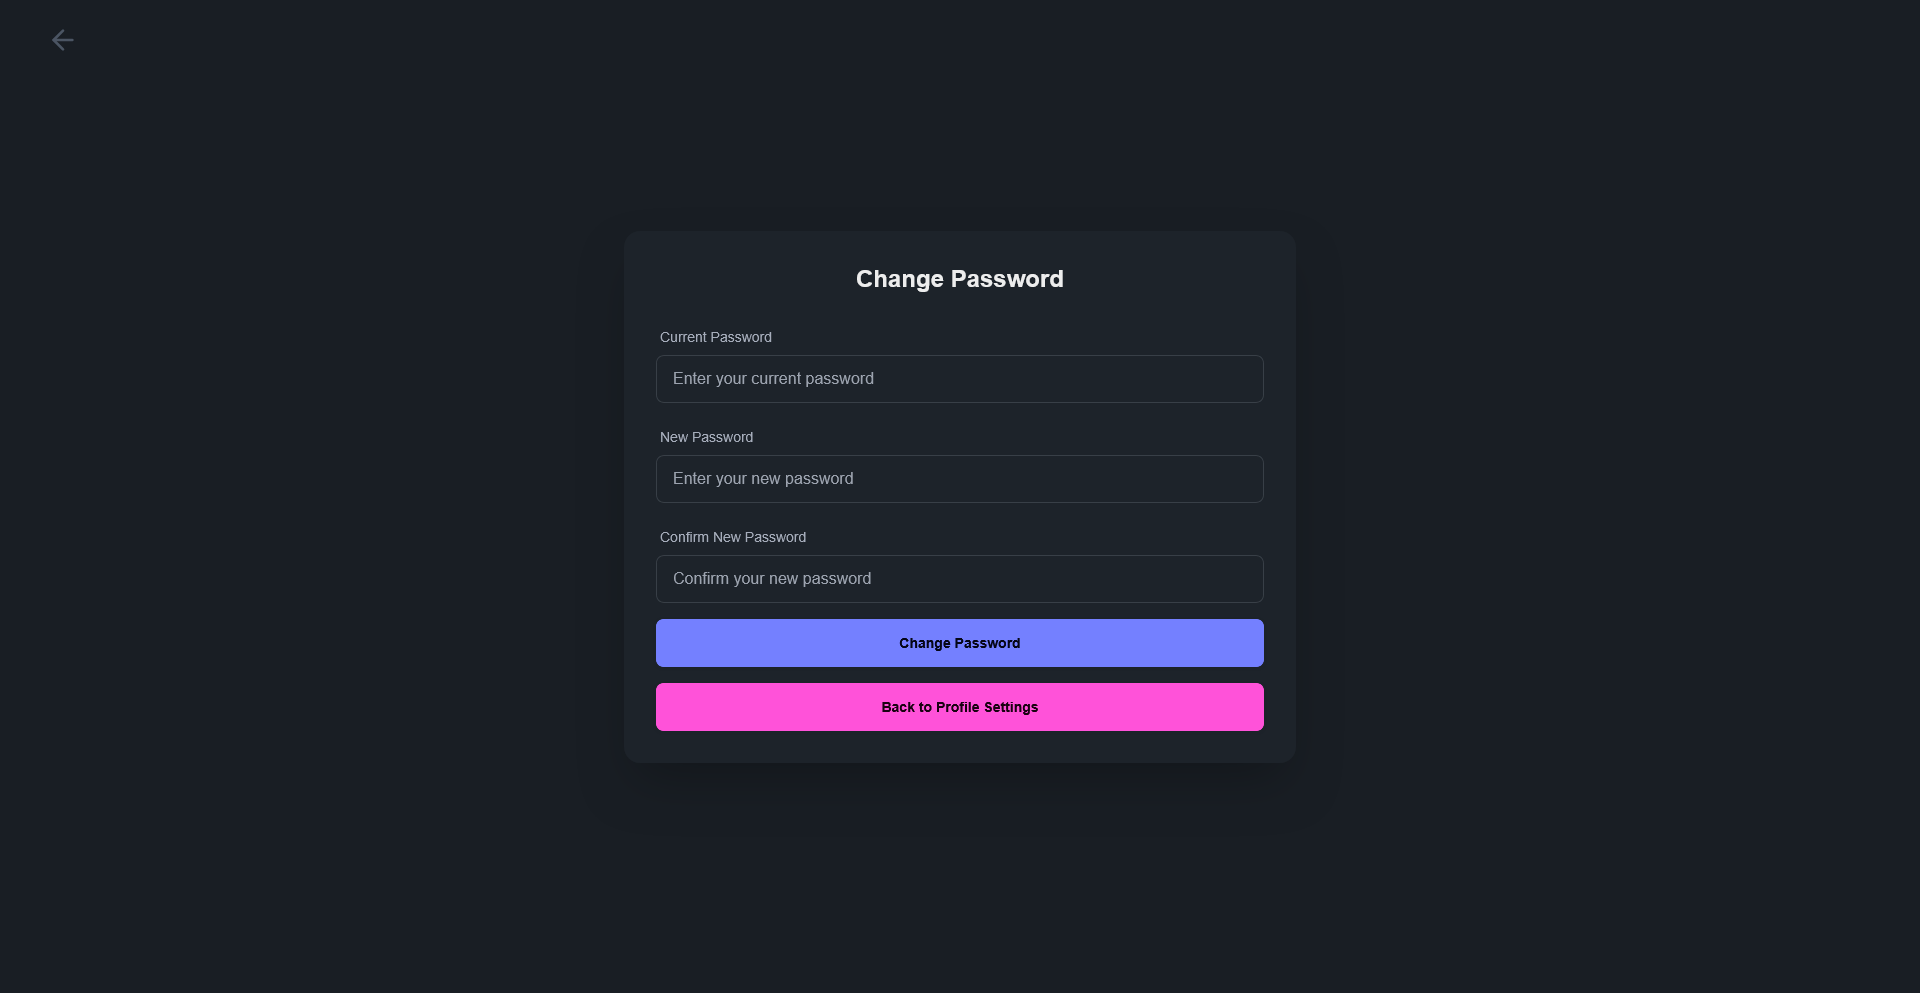 Change Password
Current Password
Enter your current password
New Password
Enter your new password
Confirm New Password
Confirm your new password
Change Password
Back to Profile Settings